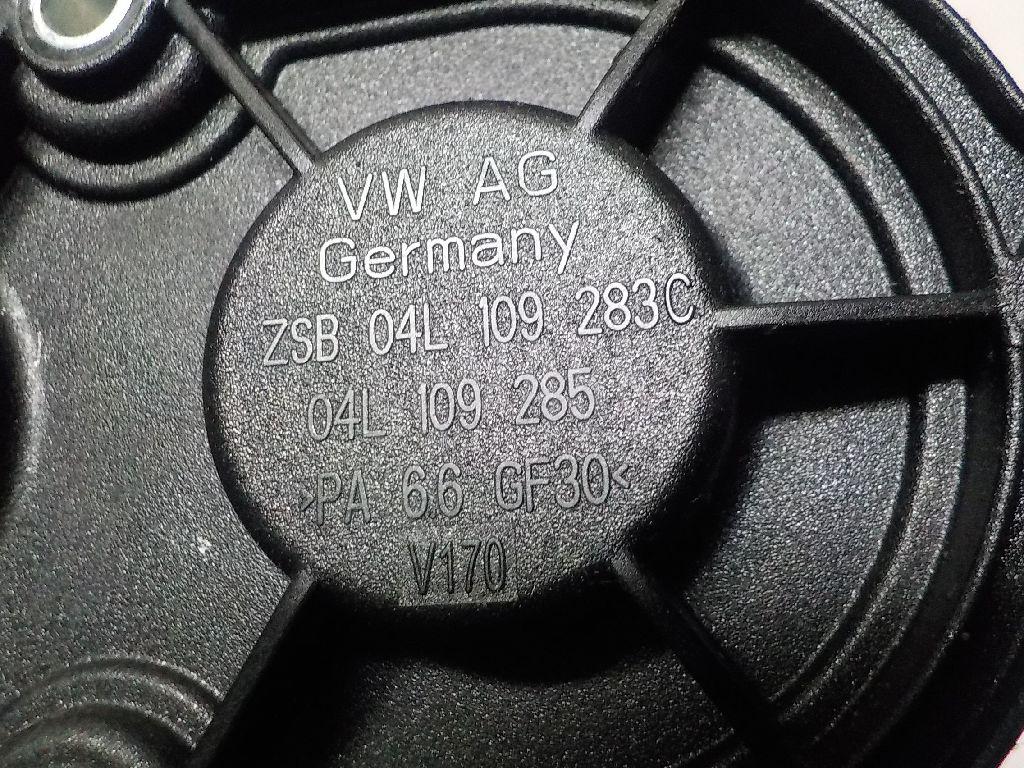 VW AG
Germany
ZSB 04L 109 283C
04L 109 285
>PA 66 GF30<
V170